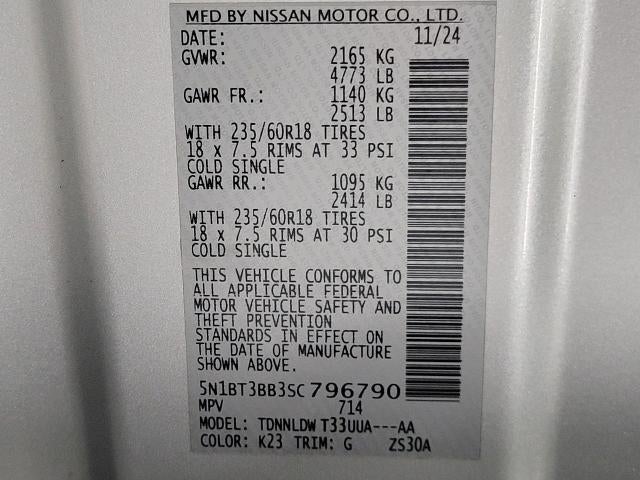 MFD BY NISSAN MOTOR CO., LTD.
DATE: 11/24
GVWR: 2165 KG
4773 LB
GAWR FR.: 1140 KG
2513 LB
WITH 235/60R18 TIRES
18 x 7.5 RIMS AT 33 PSI
COLD SINGLE
GAWR RR.: 1095 KG
2414 LB
WITH 235/60R18 TIRES
18 x 7.5 RIMS AT 30 PSI
COLD SINGLE
THIS VEHICLE CONFORMS TO
ALL APPLICABLE FEDERAL
MOTOR VEHICLE SAFETY AND
THEFT PREVENTION
STANDARDS IN EFFECT ON
THE DATE OF MANUFACTURE
SHOWN ABOVE.
5N1BT3BB3SC796790
MPV 714
MODEL: TDNNLDW T33UUA---AA
COLOR: K23 TRIM: G ZS30A